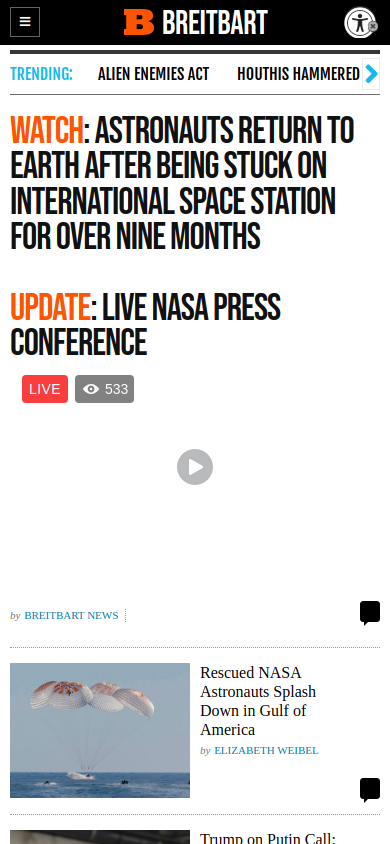 BREITBART
TRENDING:
ALIEN ENEMIES ACT
HOUTHIS HAMMERED
WATCH: ASTRONAUTS RETURN TO
EARTH AFTER BEING STUCK ON
INTERNATIONAL SPACE STATION
FOR OVER NINE MONTHS
UPDATE: LIVE NASA PRESS
CONFERENCE
LIVE
533
by BREITBART NEWS
Rescued NASA
Astronauts Splash
Down in Gulf of
America
by ELIZABETH WEIBEL
Trump on Putin Call: